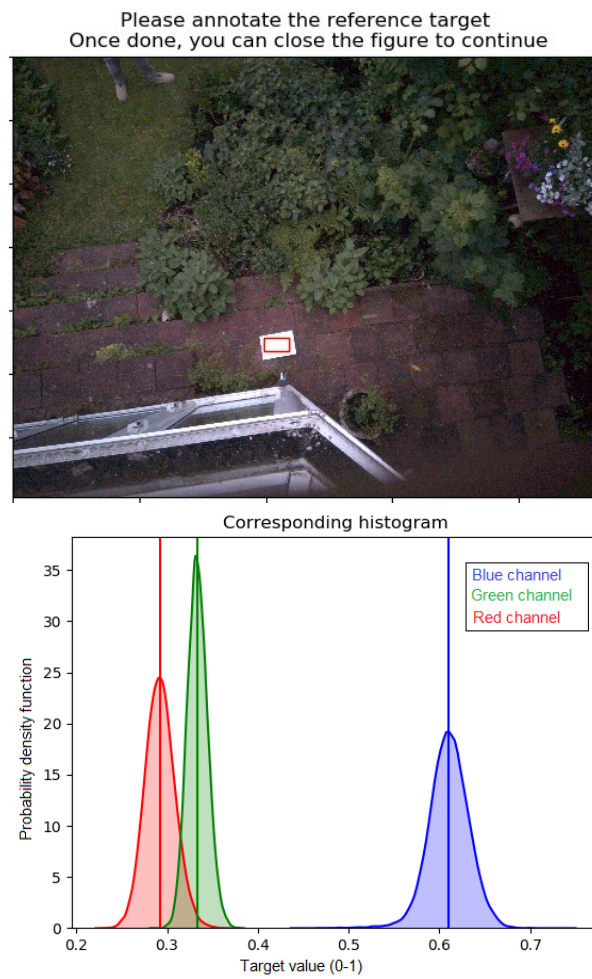 Please annotate the reference target
Once done, you can close the figure to continue
Corresponding histogram
Probability density function
35
30
25
20
15
10
5
0
Blue channel
Green channel
Red channel
0.2 0.3 0.4 0.5 0.6 0.7
Target value (0-1)